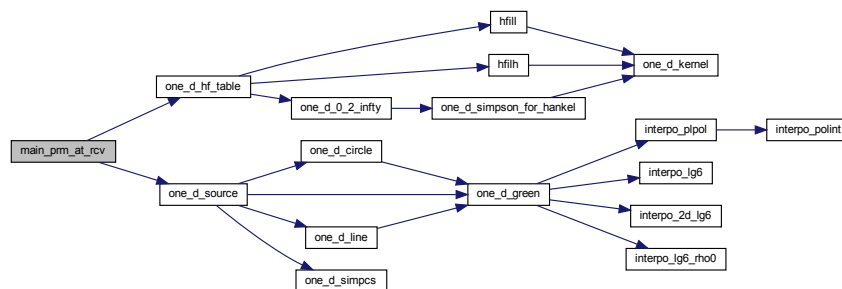 hfill
hfilh
one_d_kernel
one_d_hf_table
one_d_0_2_infty
one_d_simpson_for_hankel
main_prm_at_rcv
interpo_plpol
interpo_polint
one_d_circle
interpo_lg6
one_d_source
one_d_green
interpo_2d_lg6
one_d_line
interpo_lg6_rho0
one_d_simpcs